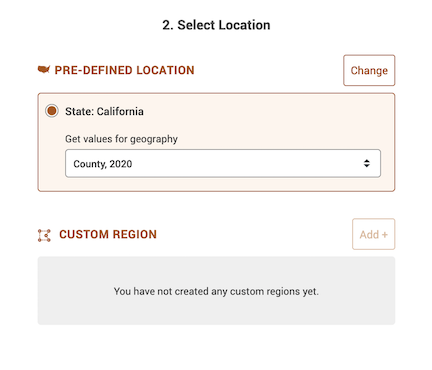 2. Select Location
PRE-DEFINED LOCATION
Change
State: California
Get values for geography
County, 2020
CUSTOM REGION
Add +
You have not created any custom regions yet.